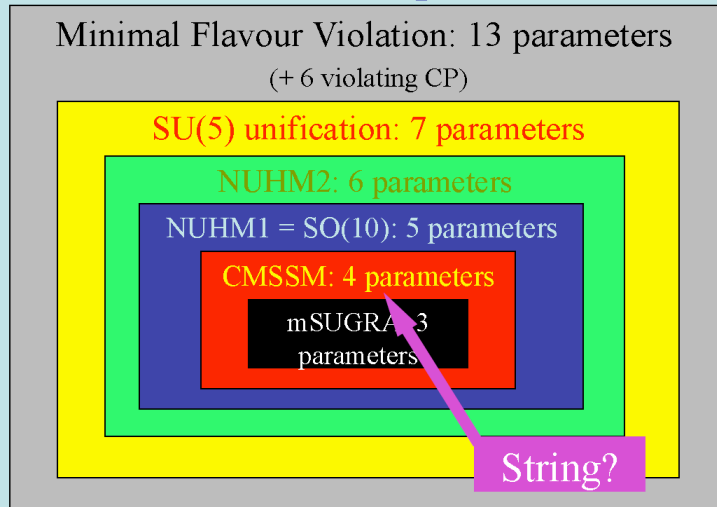 Minimal Flavour Violation: 13 parameters
(+ 6 violating CP)
SU(5) unification: 7 parameters
NUHM2: 6 parameters
NUHM1 = SO(10): 5 parameters
CMSSM: 4 parameters
mSUGRA: 3
parameters
String?